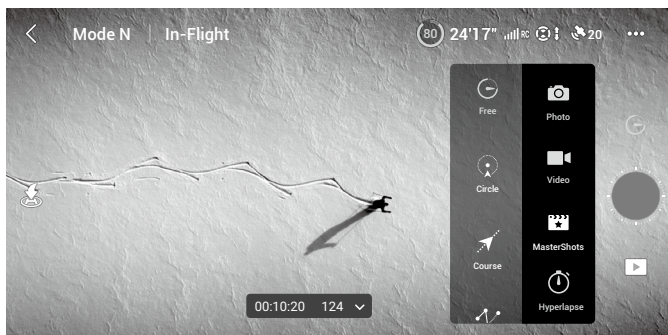 Mode N In-Flight 80 24'17" RC 20
Free
Photo
Circle
Video
Course
MasterShots
Hyperlapse
00:10:20 124